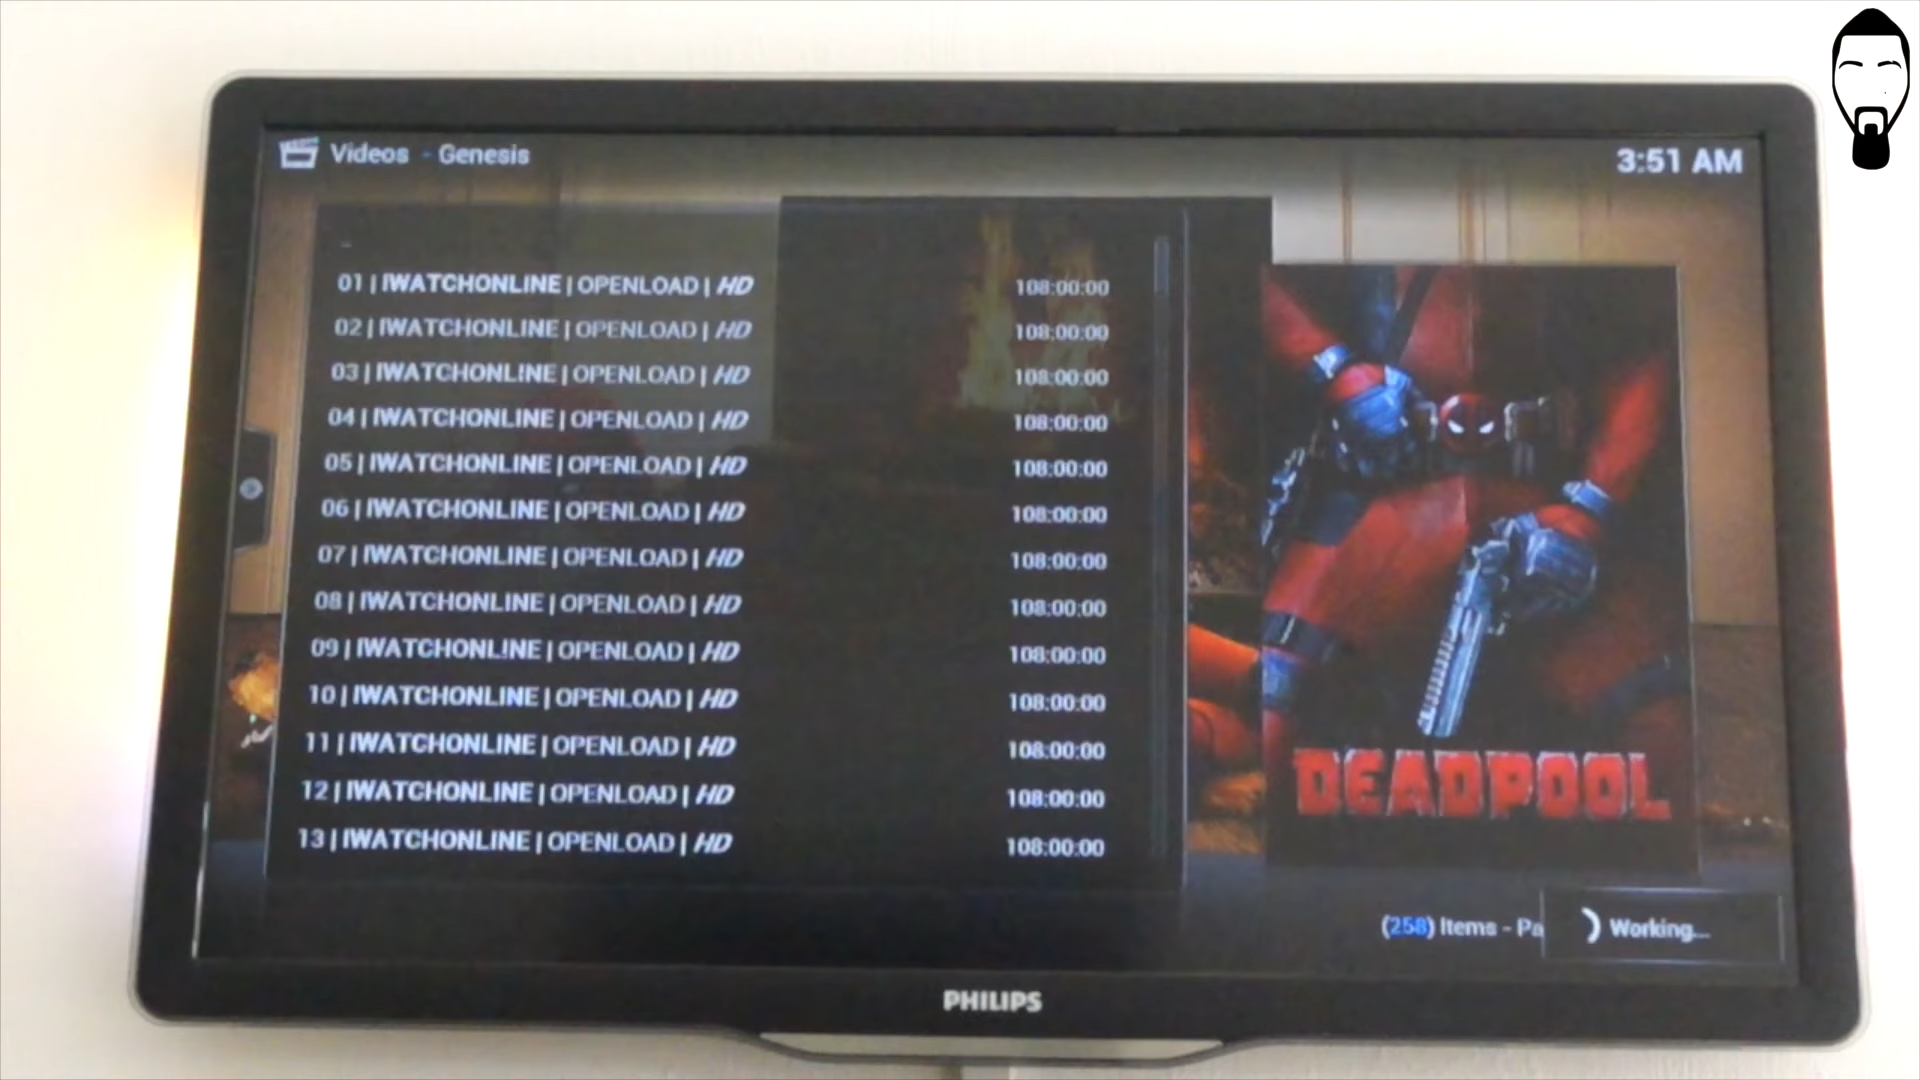 Videos - Genesis
3:51 AM
01 | IWATCHONLINE | OPENLOAD | HD 108:00:00
02 | IWATCHONLINE | OPENLOAD | HD 108:00:00
03 | IWATCHONLINE | OPENLOAD | HD 108:00:00
04 | IWATCHONLINE | OPENLOAD | HD 108:00:00
05 | IWATCHONLINE | OPENLOAD | HD 108:00:00
06 | IWATCHONLINE | OPENLOAD | HD 108:00:00
07 | IWATCHONLINE | OPENLOAD | HD 108:00:00
08 | IWATCHONLINE | OPENLOAD | HD 108:00:00
09 | IWATCHONLINE | OPENLOAD | HD 108:00:00
10 | IWATCHONLINE | OPENLOAD | HD 108:00:00
11 | IWATCHONLINE | OPENLOAD | HD 108:00:00
12 | IWATCHONLINE | OPENLOAD | HD 108:00:00
13 | IWATCHONLINE | OPENLOAD | HD 108:00:00
DEADPOOL
(258) Items - Pa
Working...
PHILIPS